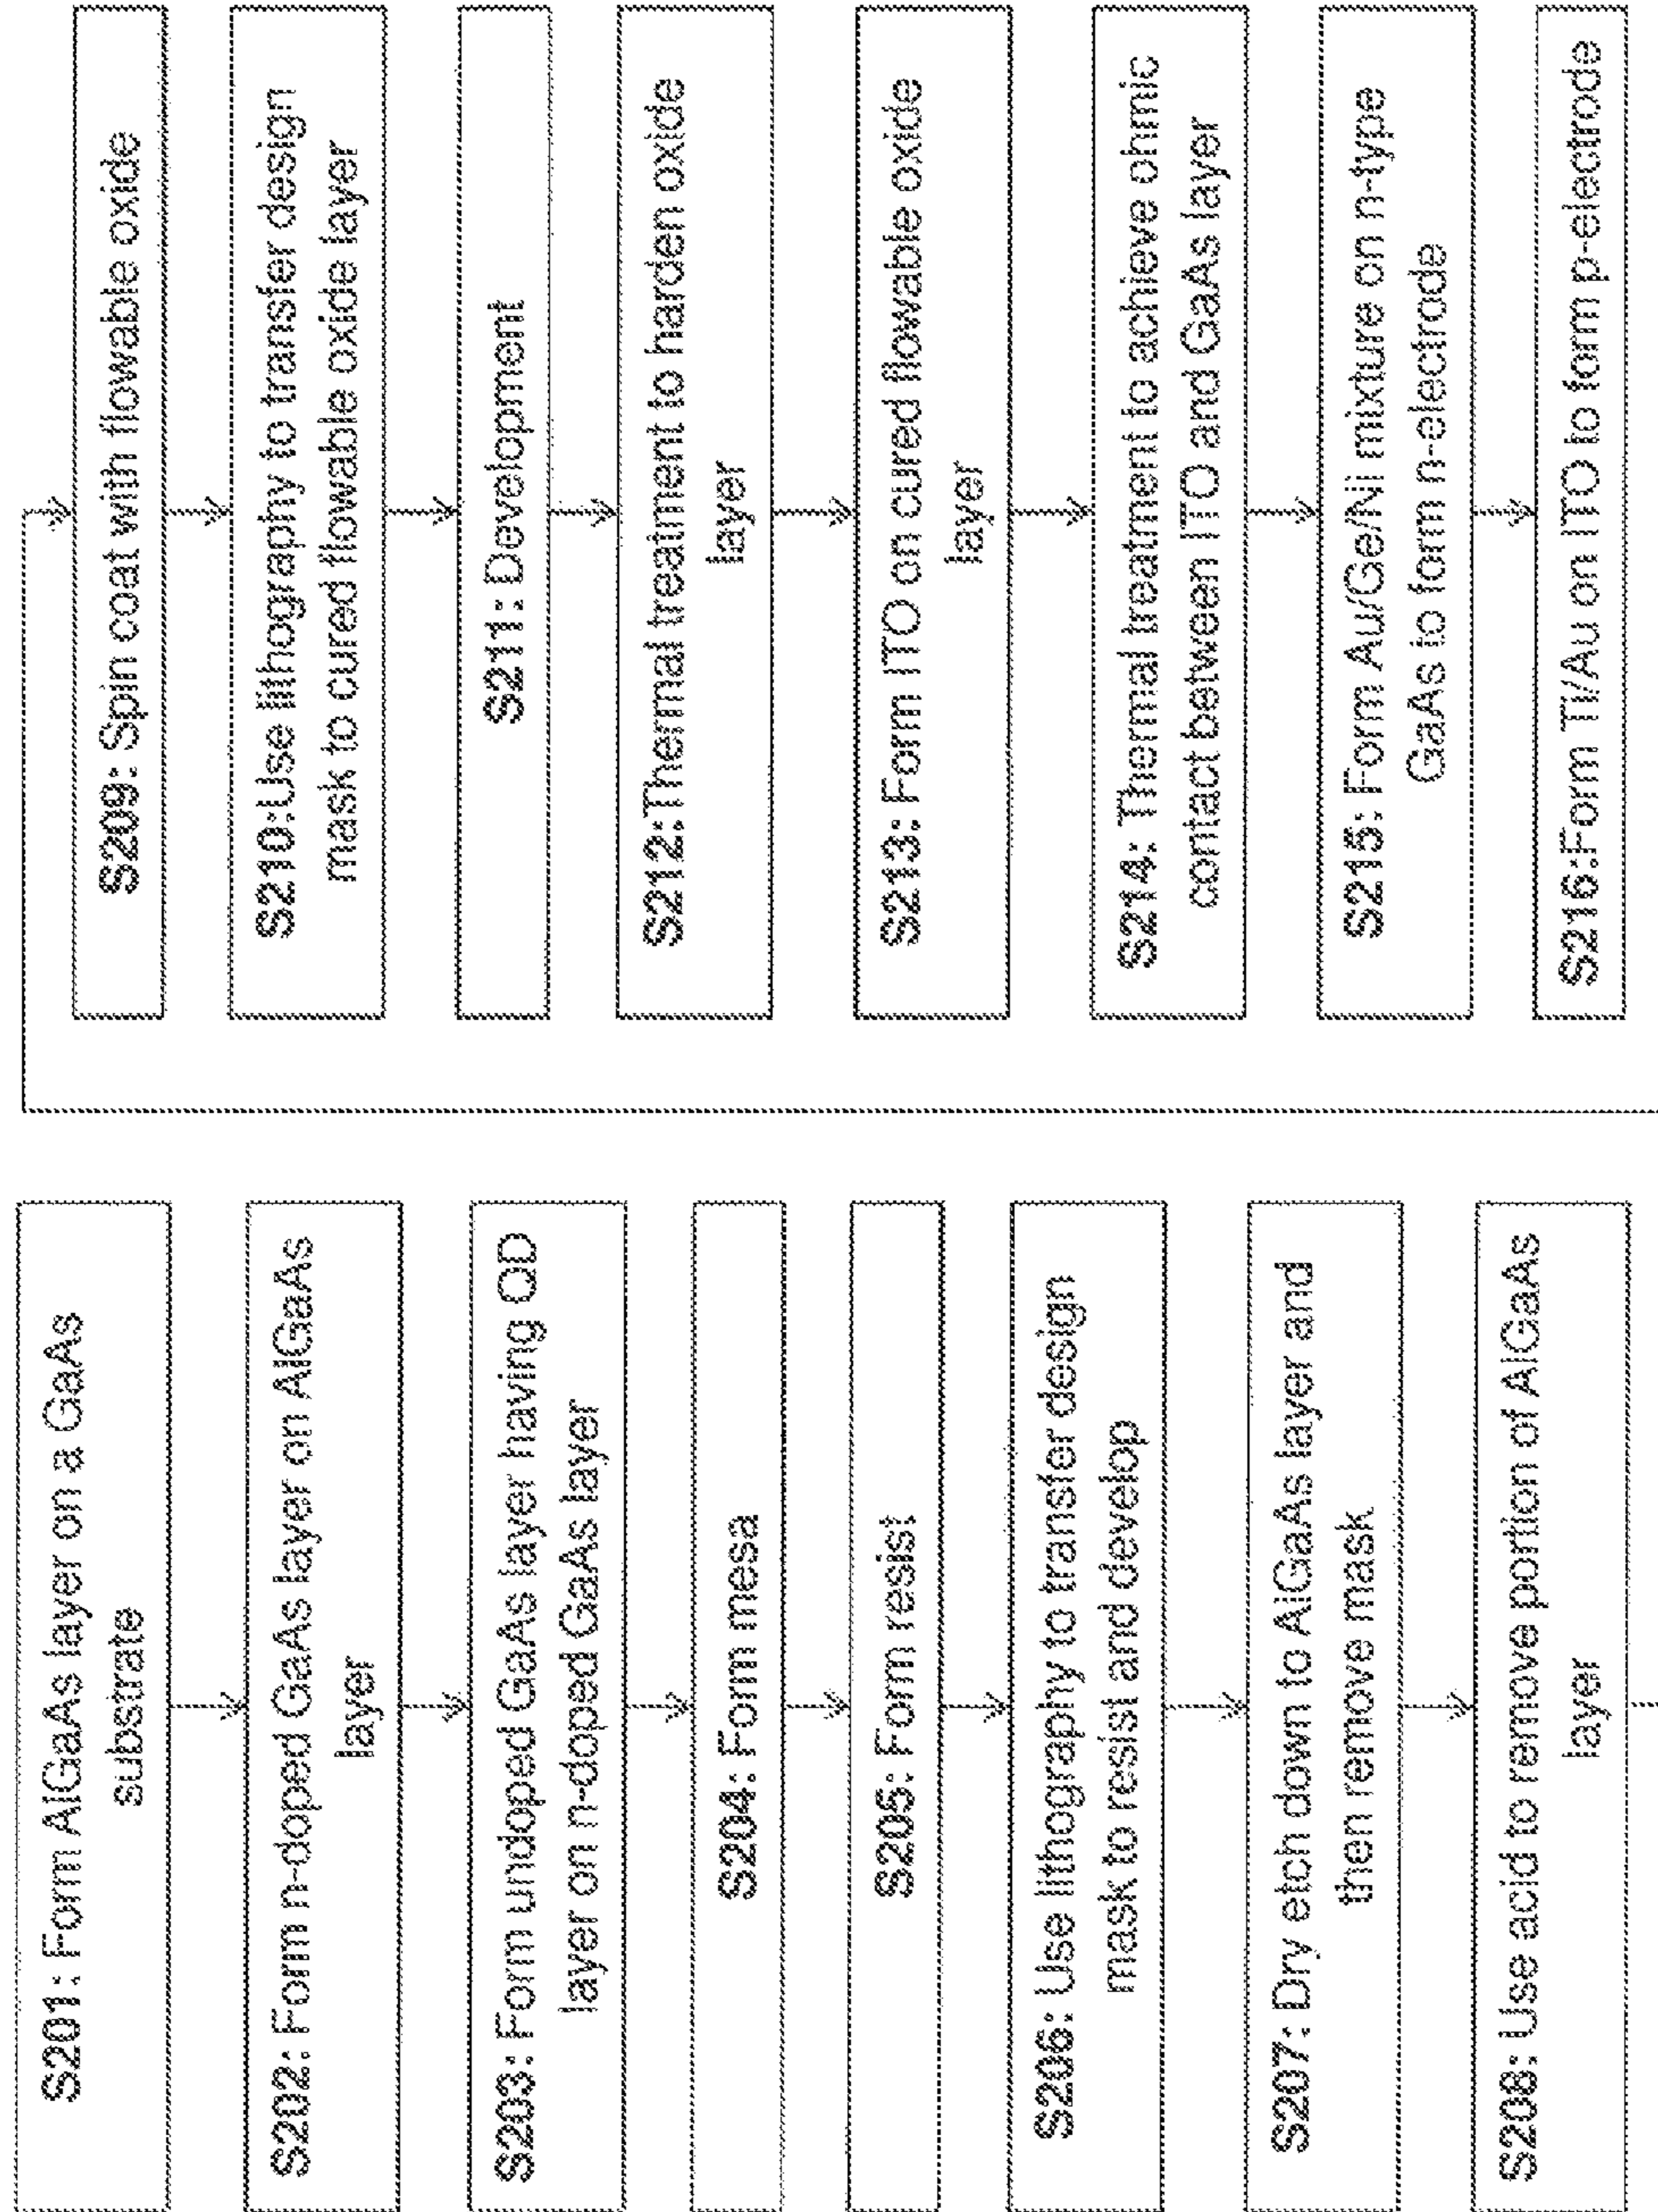 S201: Form AlGaAs layer on a GaAs
substrate
S202: Form n-doped GaAs layer on AlGaAs
layer
S203: Form undoped GaAs layer having QD
layer on n-doped GaAs layer
S204: Form mesa
S205: Form resist
S206: Use lithography to transfer design
mask to resist and develop
S207: Dry etch down to AlGaAs layer and
then remove mask
S208: Use acid to remove portion of AlGaAs
layer
S209: Spin coat with flowable oxide
S210:Use lithography to transfer design
mask to cured flowable oxide layer
S211: Development
S212:Thermal treatment to harden oxide
layer
S213: Form ITO on cured flowable oxide
layer
S214: Thermal treatment to achieve ohmic
contact between ITO and GaAs layer
S215: Form Au/Ge/Ni mixture on n-type
GaAs to form n-electrode
S216:Form Ti/Au on ITO to form p-electrode